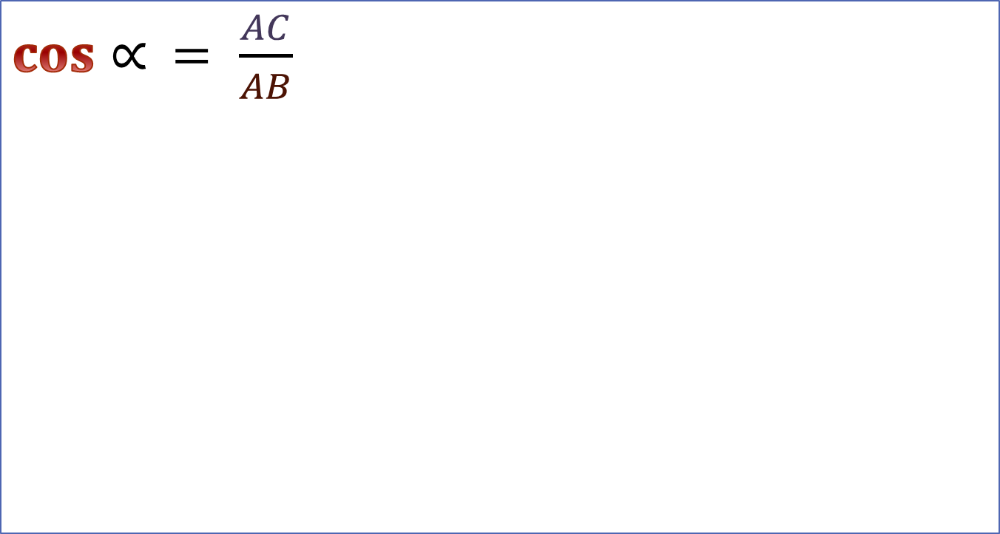 cos ∝ = AC/AB